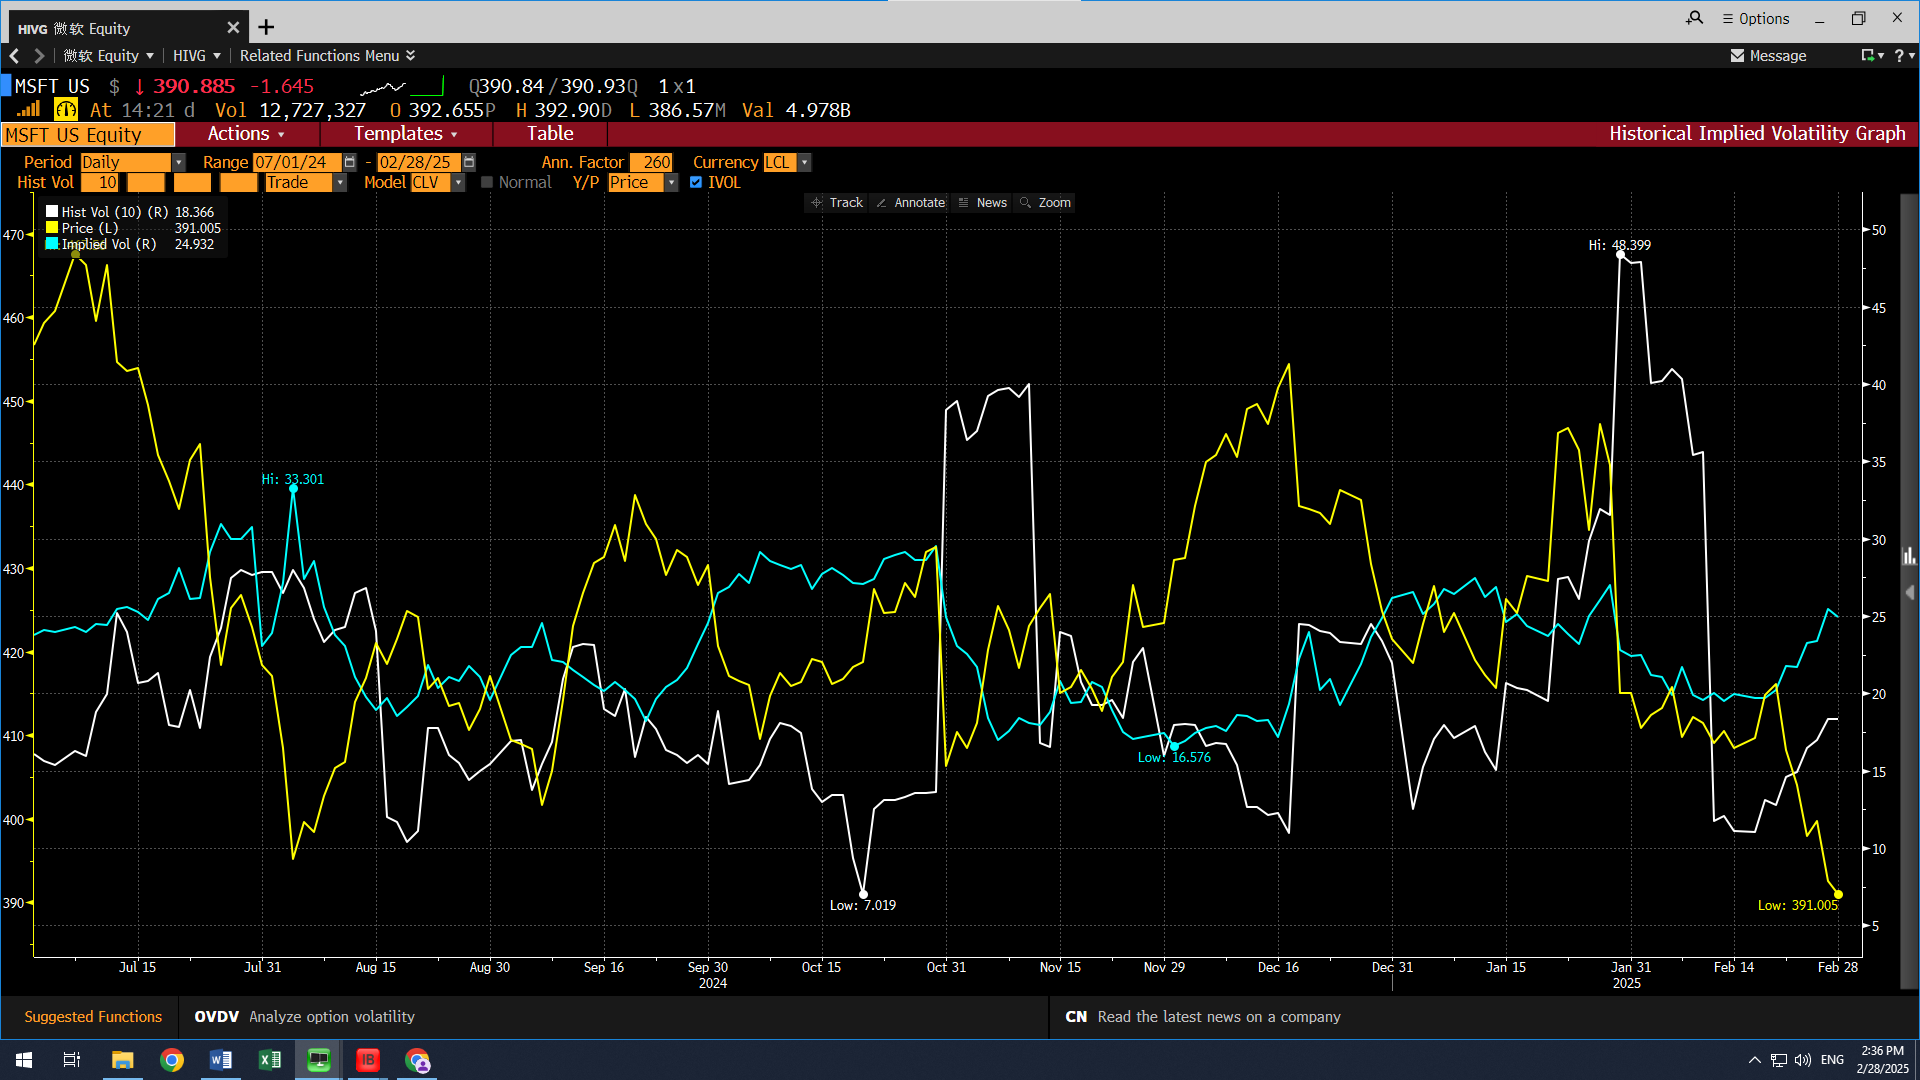 HIVG 微软 Equity
Options
微软 Equity HIVG Related Functions Menu
Message ?
MSFT US $ ↓ 390.885 -1.645 Q390.84/390.93Q 1x1
At 14:21 d Vol 12,727,327 O 392.655P H 392.90D L 386.57M Val 4.978B
MSFT US Equity Actions Templates Table Historical Implied Volatility Graph
Period Daily Range 07/01/24 - 02/28/25 Ann. Factor 260 Currency LCL
Hist Vol 10 Trade Model CLV Normal Y/P Price IVOL
Track Annotate News Zoom
Hist Vol (10) (R) 18.366
Price (L) 391.005
Implied Vol (R) 24.932
470
460
450
440
430
420
410
400
390
Hi: 33.301
Low: 7.019
Low: 16.576
Hi: 48.399
Low: 391.005
50
45
40
35
30
25
20
15
10
5
Jul 15 Jul 31 Aug 15 Aug 30 Sep 16 Sep 30 Oct 15 Oct 31 Nov 15 Nov 29 Dec 16 Dec 31 Jan 15 Jan 31 Feb 14 Feb 28
2024 2025
Suggested Functions OVDV Analyze option volatility CN Read the latest news on a company
IB
ENG
2:36 PM
2/28/2025